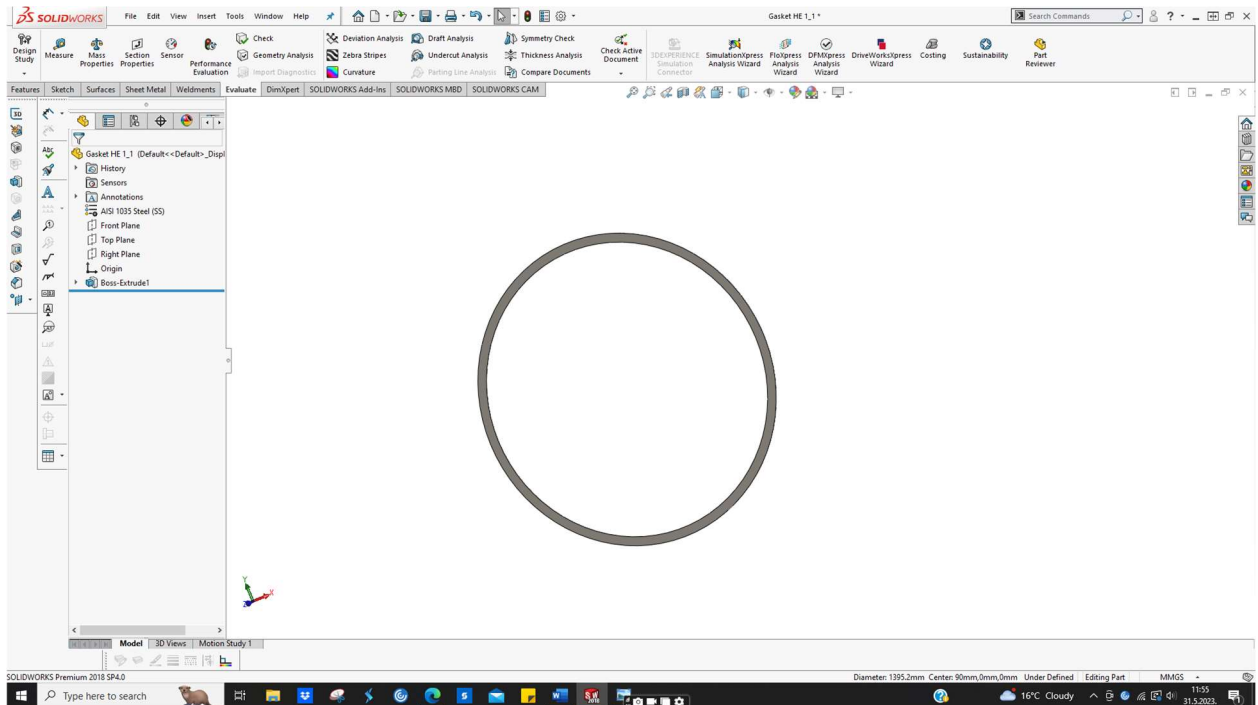 SOLIDWORKS File Edit View Insert Tools Window Help Gasket HE 1_1 * Search Commands
Design Study
Measure
Mass Properties
Section Properties
Sensor
Performance Evaluation
Check
Geometry Analysis
Import Diagnostics
Deviation Analysis
Zebra Stripes
Curvature
Draft Analysis
Undercut Analysis
Parting Line Analysis
Symmetry Check
Thickness Analysis
Compare Documents
Check Active Document
3DEXPERIENCE Simulation Connector
SimulationXpress Analysis Wizard
FloXpress Analysis Wizard
DFMXpress Analysis Wizard
DriveWorksXpress Wizard
Costing
Sustainability
Part Reviewer
Features Sketch Surfaces Sheet Metal Weldments Evaluate DimXpert SOLIDWORKS Add-Ins SOLIDWORKS MBD SOLIDWORKS CAM
Gasket HE 1_1 (Default<<Default>_Displ
History
Sensors
Annotations
AISI 1035 Steel (SS)
Front Plane
Top Plane
Right Plane
Origin
Boss-Extrude1
Y
X
Z
Model 3D Views Motion Study 1
SOLIDWORKS Premium 2018 SP4.0 Diameter: 1395.2mm Center: 90mm,0mm,0mm Under Defined Editing Part MMGS
Type here to search 16°C Cloudy 11:55
31.5.2023.